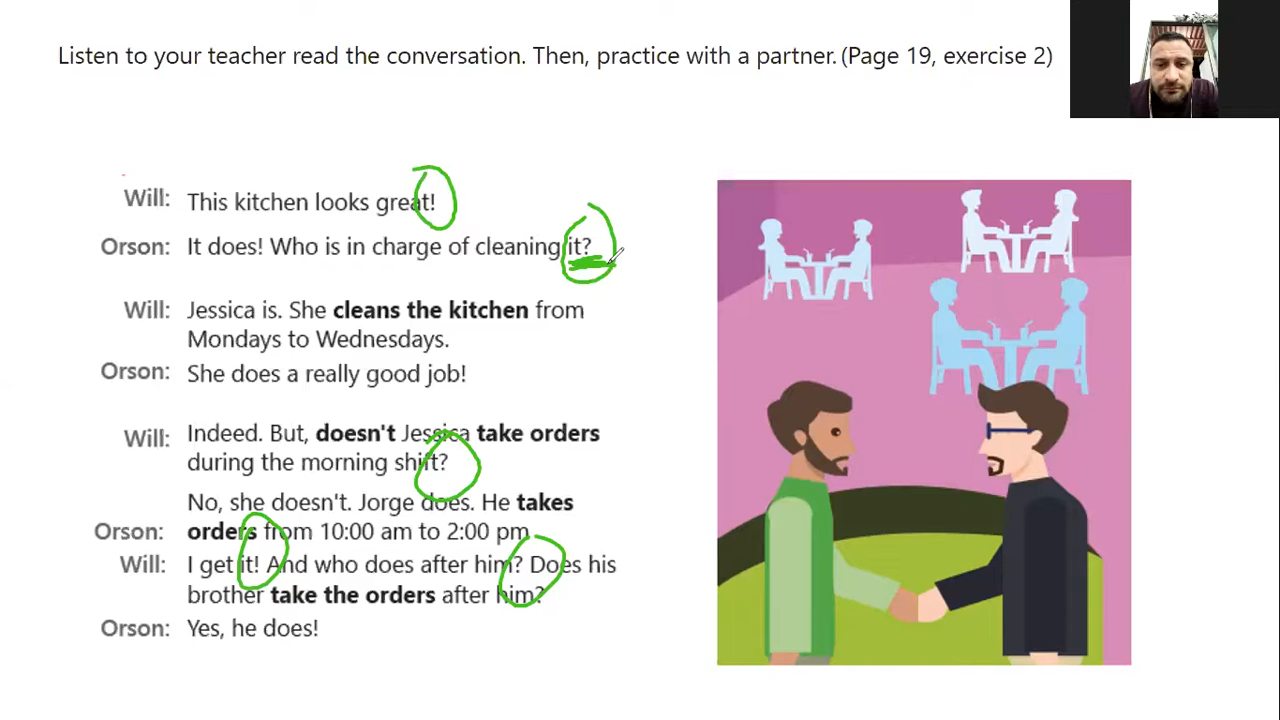 Listen to your teacher read the conversation. Then, practice with a partner. (Page 19, exercise 2)
Will: This kitchen looks great!
Orson: It does! Who is in charge of cleaning it?
Will: Jessica is. She cleans the kitchen from
Mondays to Wednesdays.
Orson: She does a really good job!
Will: Indeed. But, doesn't Jessica take orders
during the morning shift?
No, she doesn't. Jorge does. He takes
Orson: orders from 10:00 am to 2:00 pm
Will: I get it! And who does after him? Does his
brother take the orders after him?
Orson: Yes, he does!